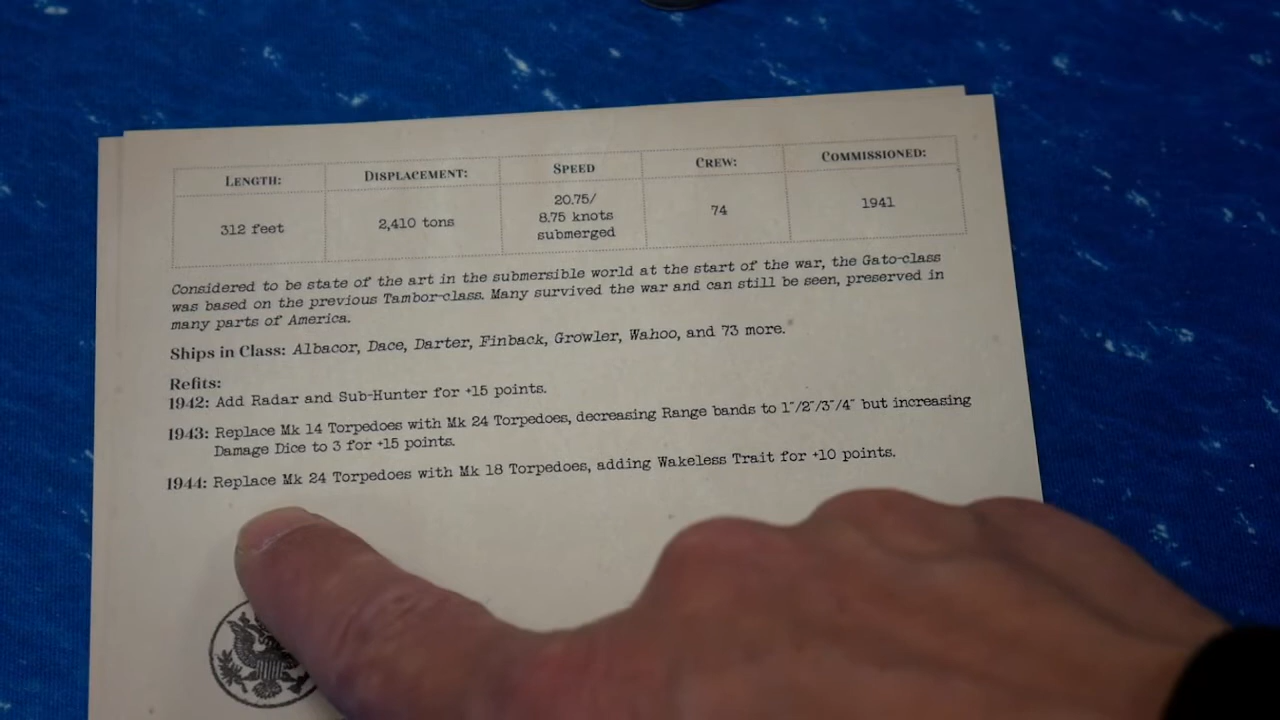 LENGTH: DISPLACEMENT: SPEED CREW: COMMISSIONED:
312 feet 2,410 tons 20.75/ 8.75 knots submerged 74 1941
Considered to be state of the art in the submersible world at the start of the war, the Gato-class
was based on the previous Tambor-class. Many survived the war and can still be seen, preserved in
many parts of America.
Ships in Class: Albacor, Dace, Darter, Finback, Growler, Wahoo, and 73 more.
Refits:
1942: Add Radar and Sub-Hunter for +15 points.
1943: Replace Mk 14 Torpedoes with Mk 24 Torpedoes, decreasing Range bands to 1"/2"/3"/4" but increasing
Damage Dice to 3 for +15 points.
1944: Replace Mk 24 Torpedoes with Mk 18 Torpedoes, adding Wakeless Trait for +10 points.